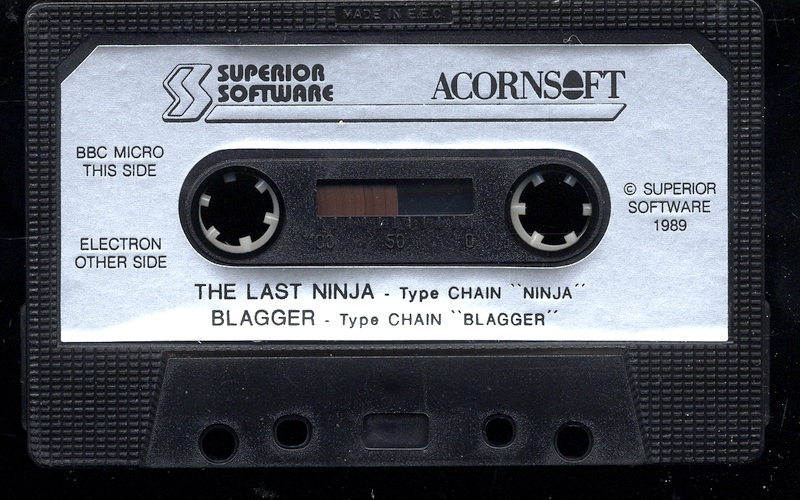 MADE IN E.E.C.
SUPERIOR
SOFTWARE
ACORNSOFT
BBC MICRO
THIS SIDE
© SUPERIOR
SOFTWARE
1989
100 50 0
ELECTRON
OTHER SIDE
THE LAST NINJA - Type CHAIN ``NINJA´´
BLAGGER - Type CHAIN ``BLAGGER´´